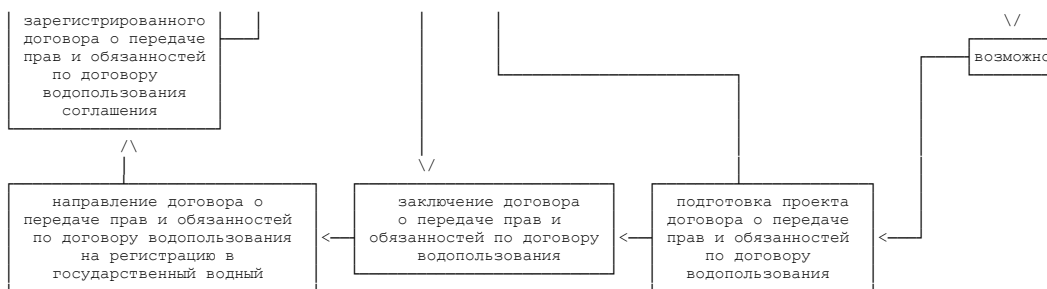 зарегистрированного
договора о передаче
прав и обязанностей
по договору
водопользования
соглашения
возможно
направление договора о
передаче прав и обязанностей
по договору водопользования
на регистрацию в
государственный водный
заключение договора
о передаче прав и
обязанностей по договору
водопользования
подготовка проекта
договора о передаче
прав и обязанностей
по договору
водопользования